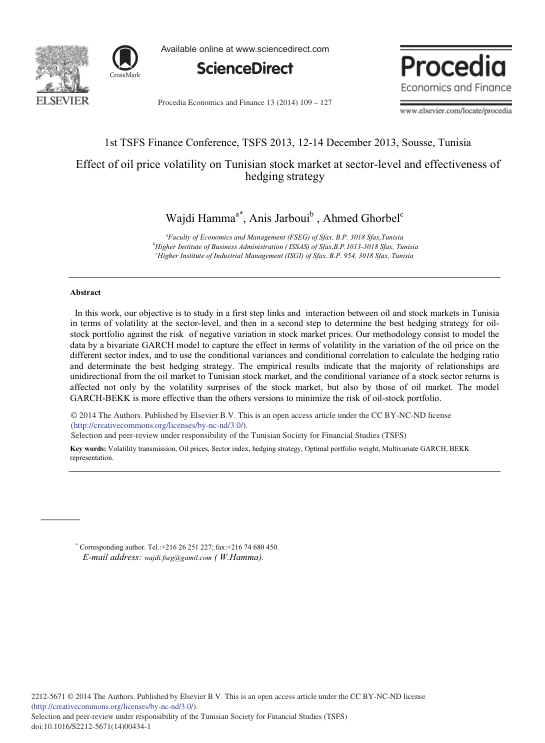 Available online at www.sciencedirect.com
ScienceDirect
CrossMark
ELSEVIER
Procedia Economics and Finance 13 (2014) 109 – 127
Procedia
Economics and Finance
www.elsevier.com/locate/procedia
1st TSFS Finance Conference, TSFS 2013, 12-14 December 2013, Sousse, Tunisia
Effect of oil price volatility on Tunisian stock market at sector-level and effectiveness of
hedging strategy
Wajdi Hammaa*, Anis Jarbouib , Ahmed Ghorbelc
aFaculty of Economics and Management (FSEG) of Sfax, B.P. 3018 Sfax,Tunisia
bHigher Institute of Business Administration ( ISSAS) of Sfax,B.P.1013-3018 Sfax, Tunisia
cHigher Institute of Industrial Management (ISGI) of Sfax, B.P. 954, 3018 Sfax, Tunisia
Abstract
In this work, our objective is to study in a first step links and interaction between oil and stock markets in Tunisia
in terms of volatility at the sector-level, and then in a second step to determine the best hedging strategy for oil-
stock portfolio against the risk of negative variation in stock market prices. Our methodology consist to model the
data by a bivariate GARCH model to capture the effect in terms of volatility in the variation of the oil price on the
different sector index, and to use the conditional variances and conditional correlation to calculate the hedging ratio
and determinate the best hedging strategy. The empirical results indicate that the majority of relationships are
unidirectional from the oil market to Tunisian stock market, and the conditional variance of a stock sector returns is
affected not only by the volatility surprises of the stock market, but also by those of oil market. The model
GARCH-BEKK is more effective than the others versions to minimize the risk of oil-stock portfolio.
© 2014 The Authors. Published by Elsevier B.V. This is an open access article under the CC BY-NC-ND license
(http://creativecommons.org/licenses/by-nc-nd/3.0/).
Selection and peer-review under responsibility of the Tunisian Society for Financial Studies (TSFS)
Key words: Volatility transmission, Oil prices, Sector index, hedging strategy, Optimal portfolio weight, Multivariate GARCH, BEKK
representation.
* Corresponding author. Tel.:+216 26 251 227; fax:+216 74 680 450.
E-mail address: wajdi.fseg@gamil.com ( W.Hamma).
2212-5671 © 2014 The Authors. Published by Elsevier B.V. This is an open access article under the CC BY-NC-ND license
(http://creativecommons.org/licenses/by-nc-nd/3.0/).
Selection and peer-review under responsibility of the Tunisian Society for Financial Studies (TSFS)
doi:10.1016/S2212-5671(14)00434-1